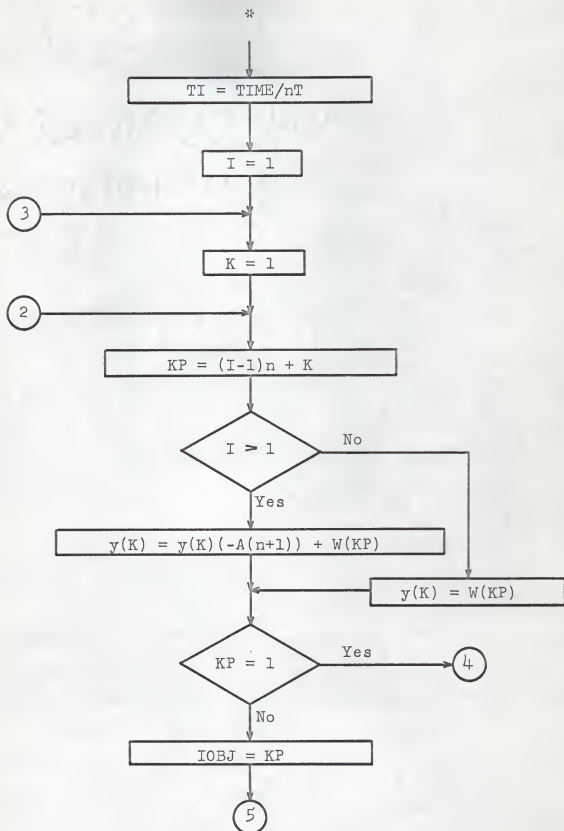 *
TI = TIME/nT
I = 1
3
K = 1
2
KP = (I-1)n + K
I > 1
No
Yes
y(K) = y(K)(-A(n+1)) + W(KP)
y(K) = W(KP)
KP = 1
Yes
4
No
IOBJ = KP
5